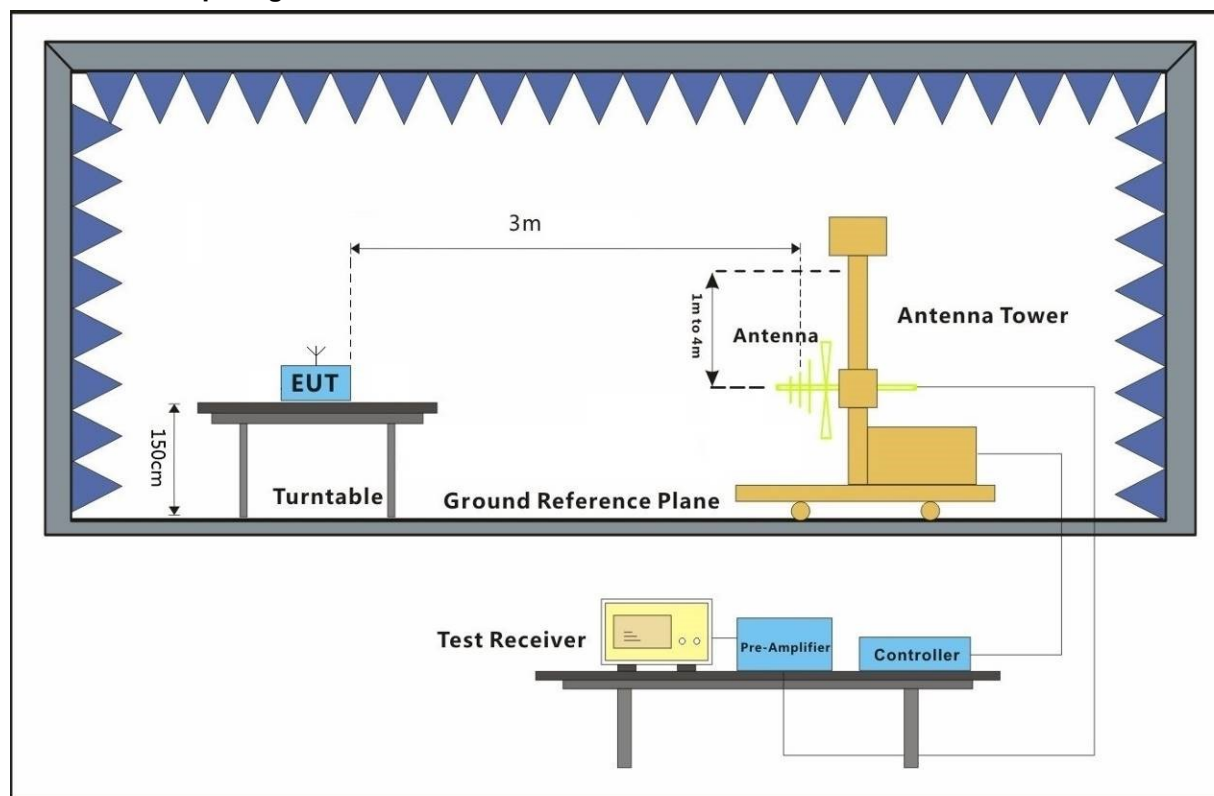 3m
1m to 4m
Antenna
Antenna Tower
EUT
150cm
Turntable
Ground Reference Plane
Test Receiver
Pre-Amplifier
Controller